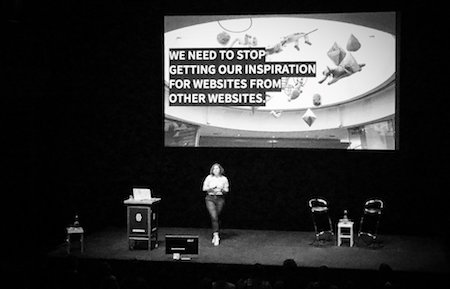 WE NEED TO STOP
GETTING OUR INSPIRATION
FOR WEBSITES FROM
OTHER WEBSITES.